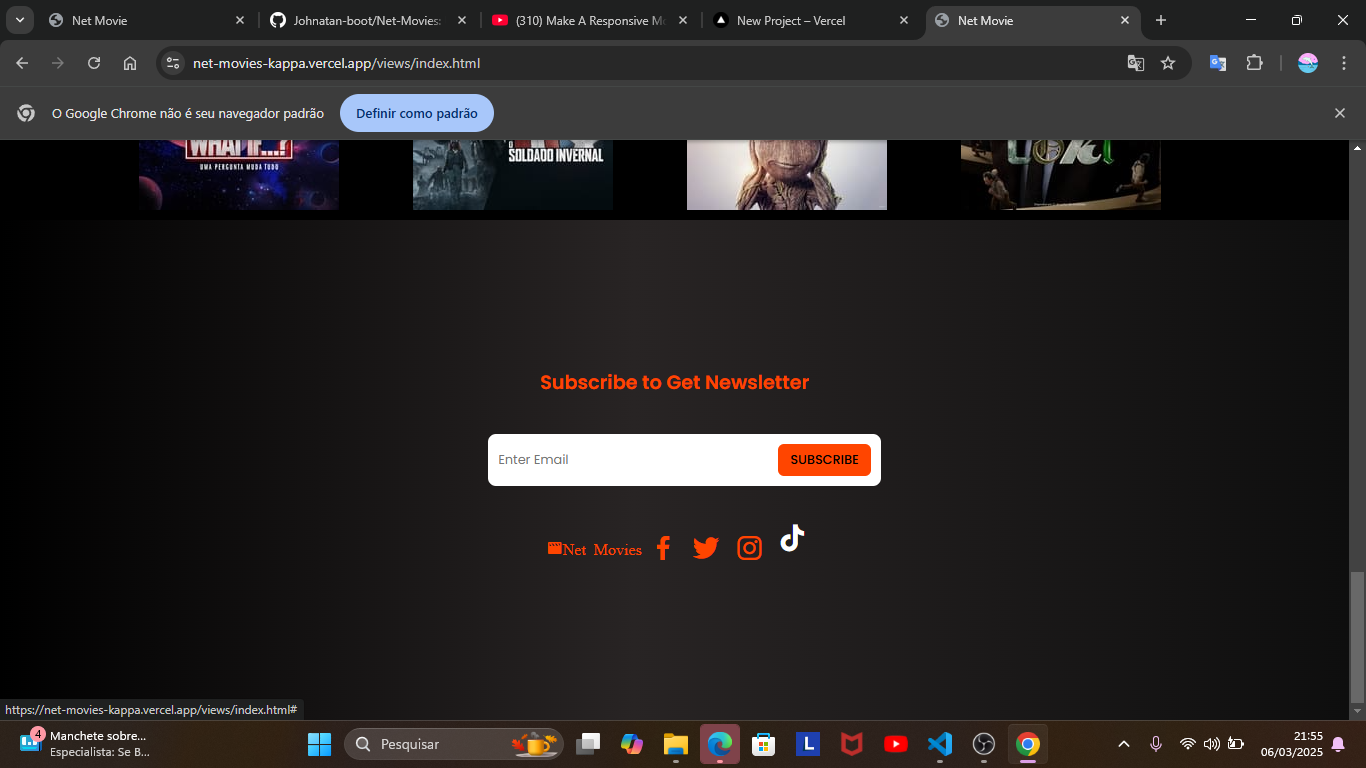 Net Movie
Johnatan-boot/Net-Movies:
(310) Make A Responsive Mo
New Project – Vercel
Net Movie
net-movies-kappa.vercel.app/views/index.html
O Google Chrome não é seu navegador padrão
Definir como padrão
WHAT IF...?
UMA PERGUNTA MUDA TUDO
SOLDADO INVERNAL
LOKI
Subscribe to Get Newsletter
Enter Email
SUBSCRIBE
Net Movies
https://net-movies-kappa.vercel.app/views/index.html#
4
Manchete sobre...
Especialista: Se B...
Pesquisar
L
21:55
06/03/2025